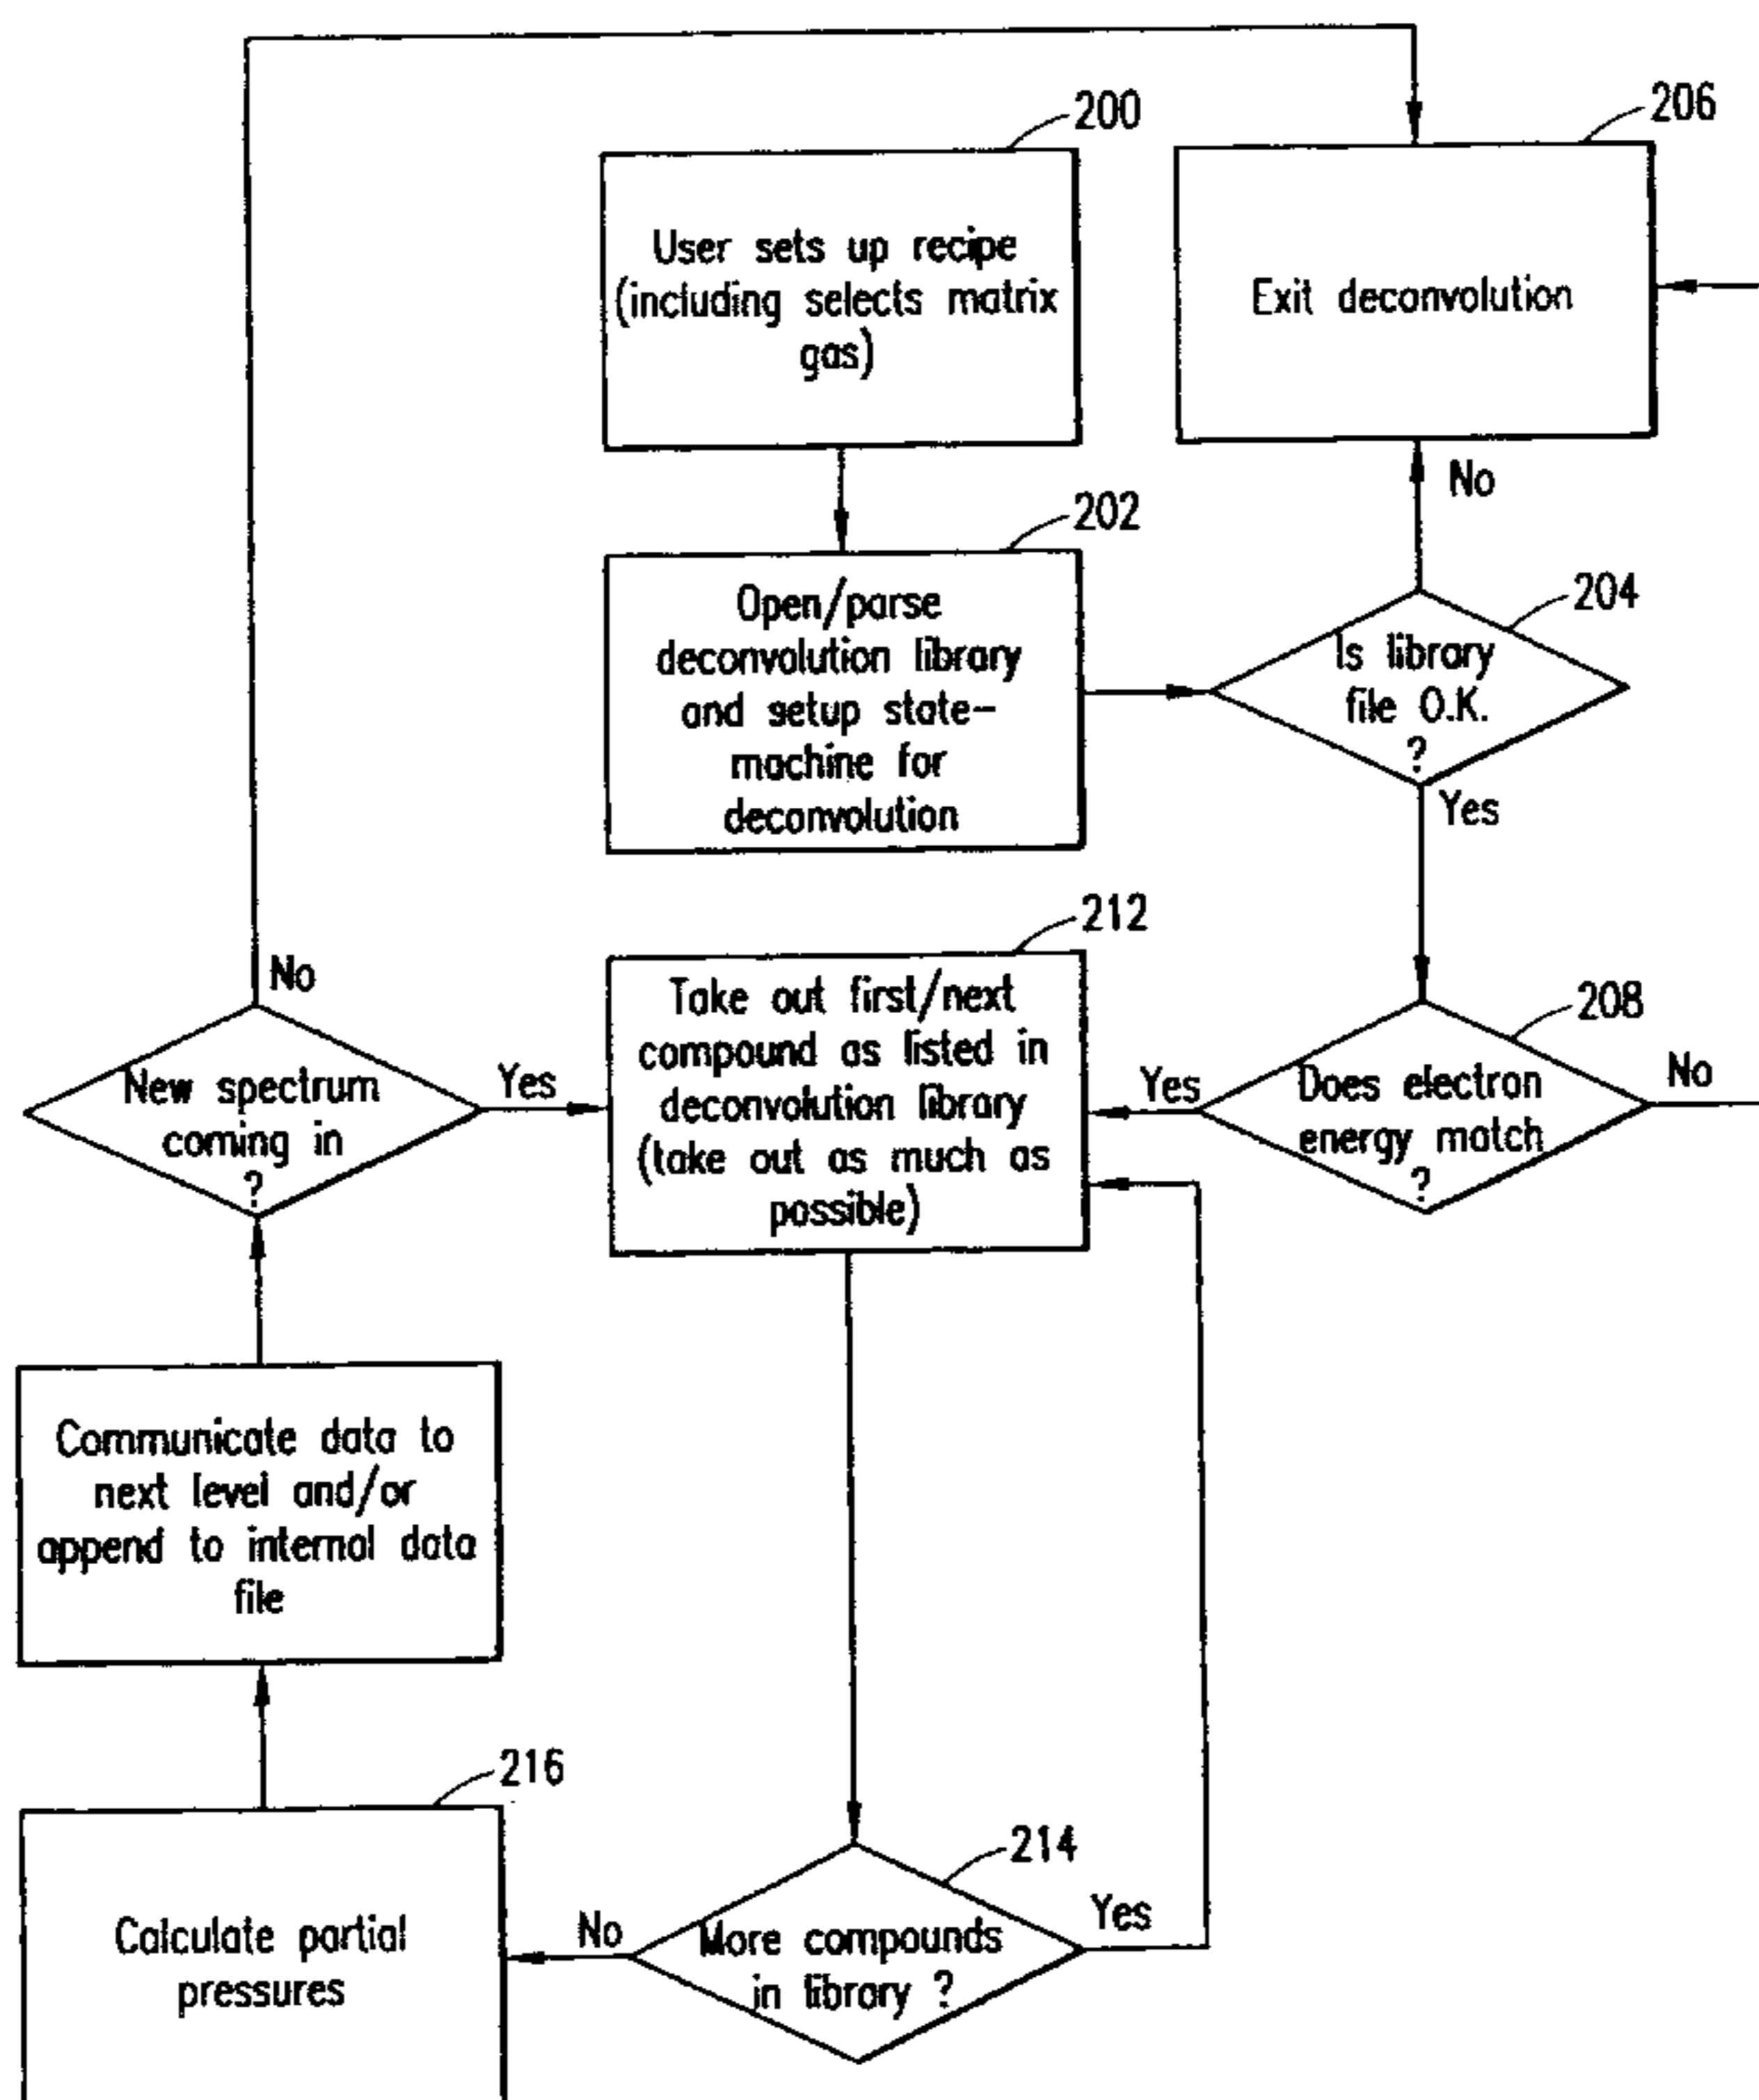 200
User sets up recipe
(including selects matrix
gas)
206
Exit deconvolution
202
Open/parse
deconvolution library
and setup state-
machine for
deconvolution
No
204
Is library
file O.K.
?
Yes
212
Take out first/next
compound as listed in
deconvolution library
(take out as much as
possible)
208
Does electron
energy match
?
Yes
No
No
New spectrum
coming in
?
Yes
Communicate data to
next level and/or
append to internal data
file
216
Calculate partial
pressures
214
More compounds
in library ?
No
Yes